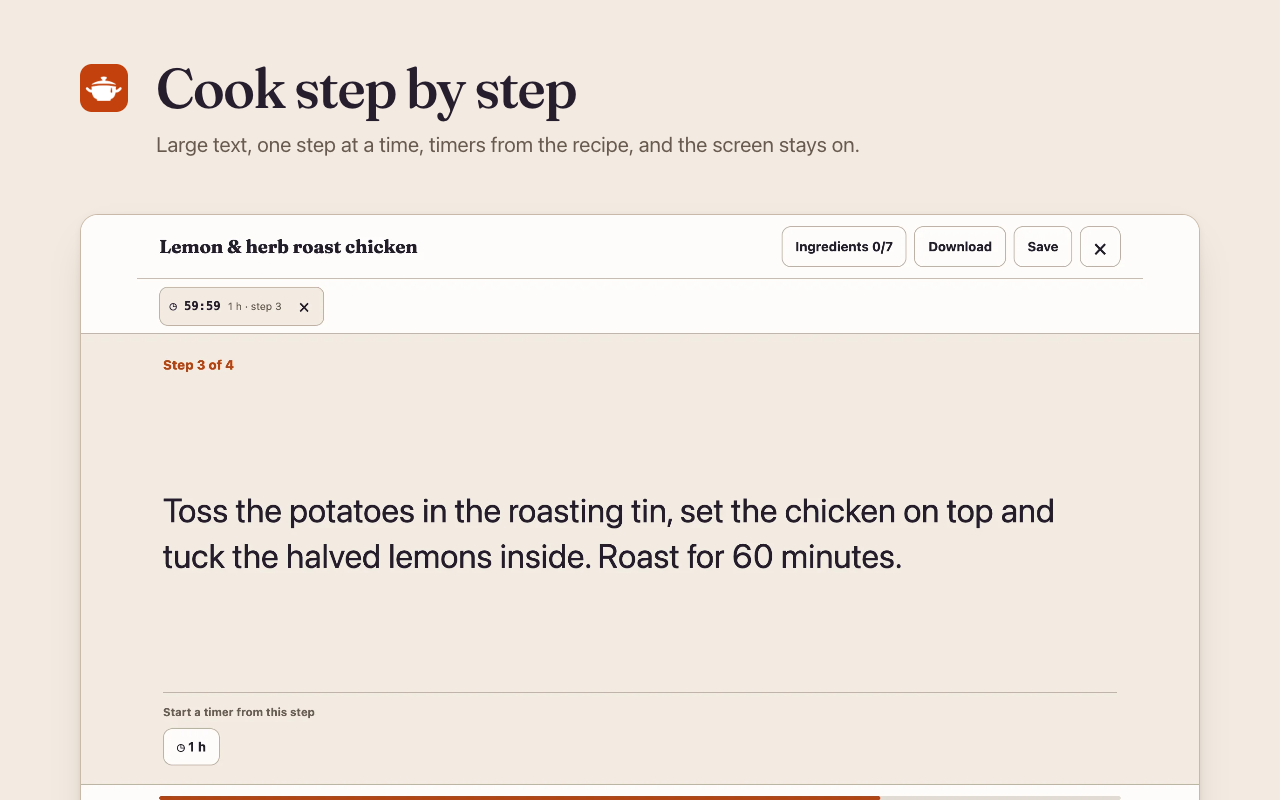 Cook step by step
Large text, one step at a time, timers from the recipe, and the screen stays on.
Lemon & herb roast chicken
Ingredients 0/7
Download
Save
×
59:59 1 h · step 3 ×
Step 3 of 4
Toss the potatoes in the roasting tin, set the chicken on top and
tuck the halved lemons inside. Roast for 60 minutes.
Start a timer from this step
1 h